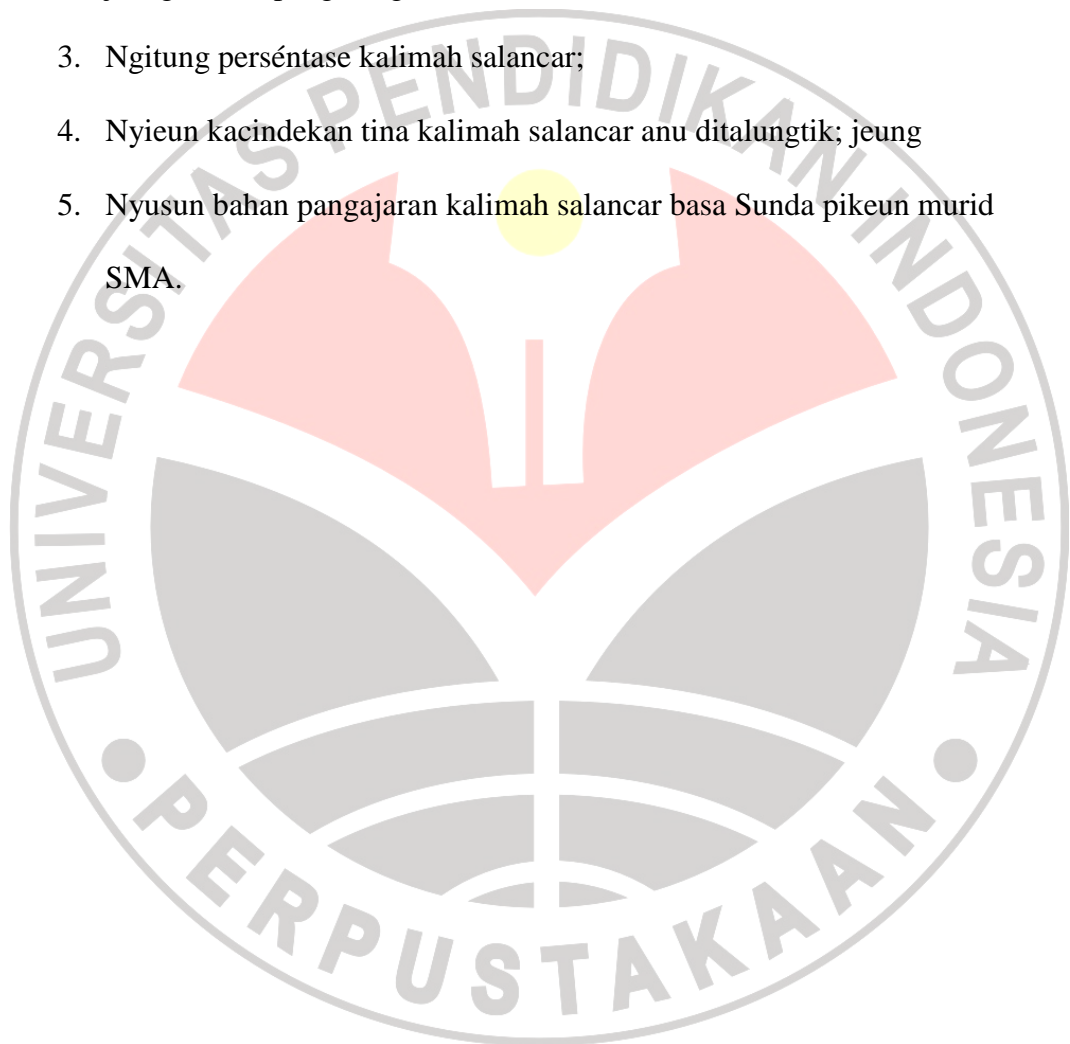 3. Ngitung perséntase kalimah salancar;
4. Nyieun kacindekan tina kalimah salancar anu ditalungtik; jeung
5. Nyusun bahan pangajaran kalimah salancar basa Sunda pikeun murid
SMA.
UNIVERSITAS PENDIDIKAN INDONESIA
PERPUSTAKAAN